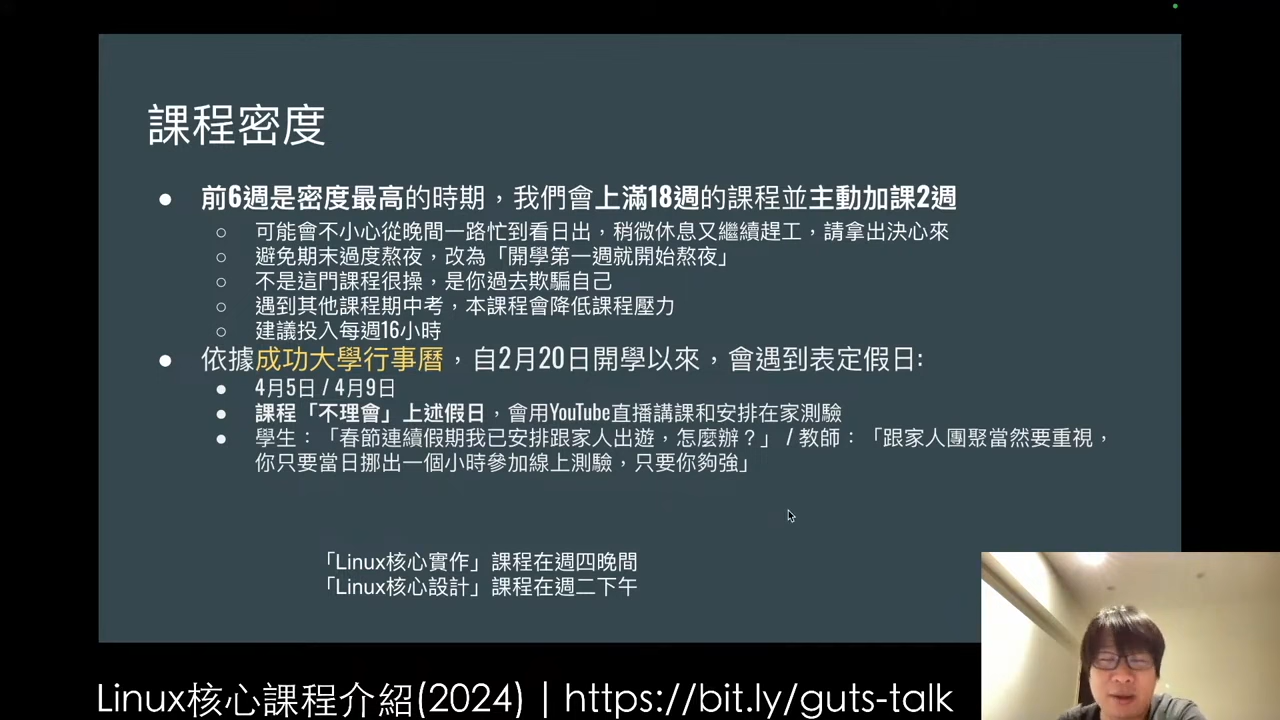 課程密度
● 前6週是密度最高的時期，我們會上滿18週的課程並主動加課2週
○ 可能會不小心從晚間一路忙到看日出，稍微休息又繼續趕工，請拿出決心來
○ 避免期末過度熬夜，改為「開學第一週就開始熬夜」
○ 不是這門課程很操，是你過去欺騙自己
○ 遇到其他課程期中考，本課程會降低課程壓力
○ 建議投入每週16小時
● 依據成功大學行事曆，自2月20日開學以來，會遇到表定假日:
● 4月5日 / 4月9日
● 課程「不理會」上述假日，會用YouTube直播講課和安排在家測驗
● 學生：「春節連續假期我已安排跟家人出遊，怎麼辦？」 / 教師：「跟家人團聚當然要重視，
你只要當日挪出一個小時參加線上測驗，只要你夠強」
「Linux核心實作」課程在週四晚間
「Linux核心設計」課程在週二下午
Linux核心課程介紹(2024) | https://bit.ly/guts-talk